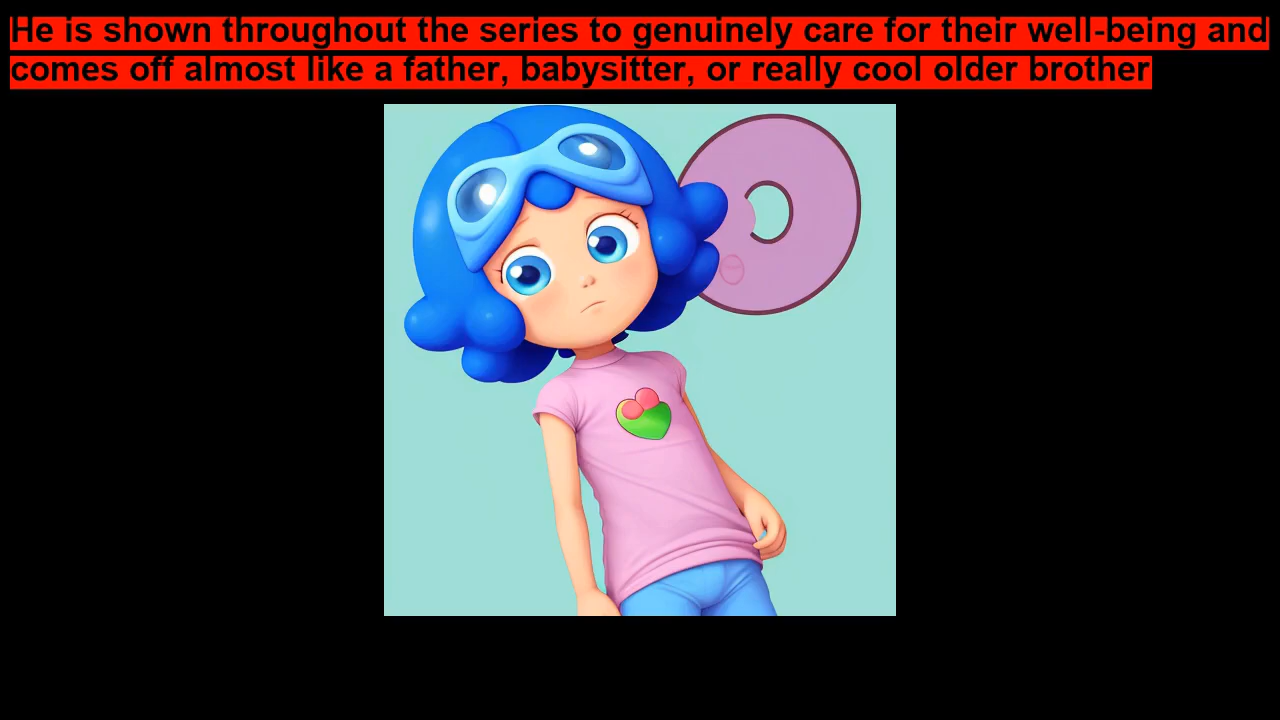 He is shown throughout the series to genuinely care for their well-being and
comes off almost like a father, babysitter, or really cool older brother